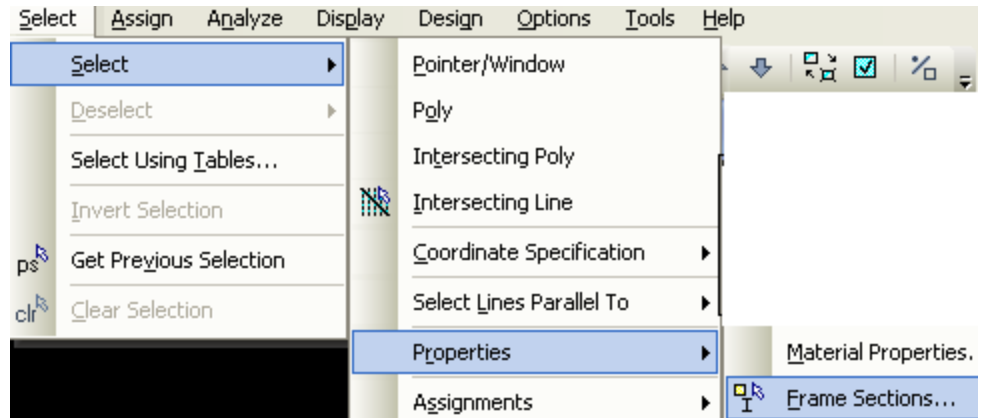 Select Assign Analyze Display Design Options Tools Help
Select
Deselect
Select Using Tables...
Invert Selection
ps Get Previous Selection
clr Clear Selection
Pointer/Window
Poly
Intersecting Poly
Intersecting Line
Coordinate Specification
Select Lines Parallel To
Properties
Assignments
Material Properties.
Frame Sections...